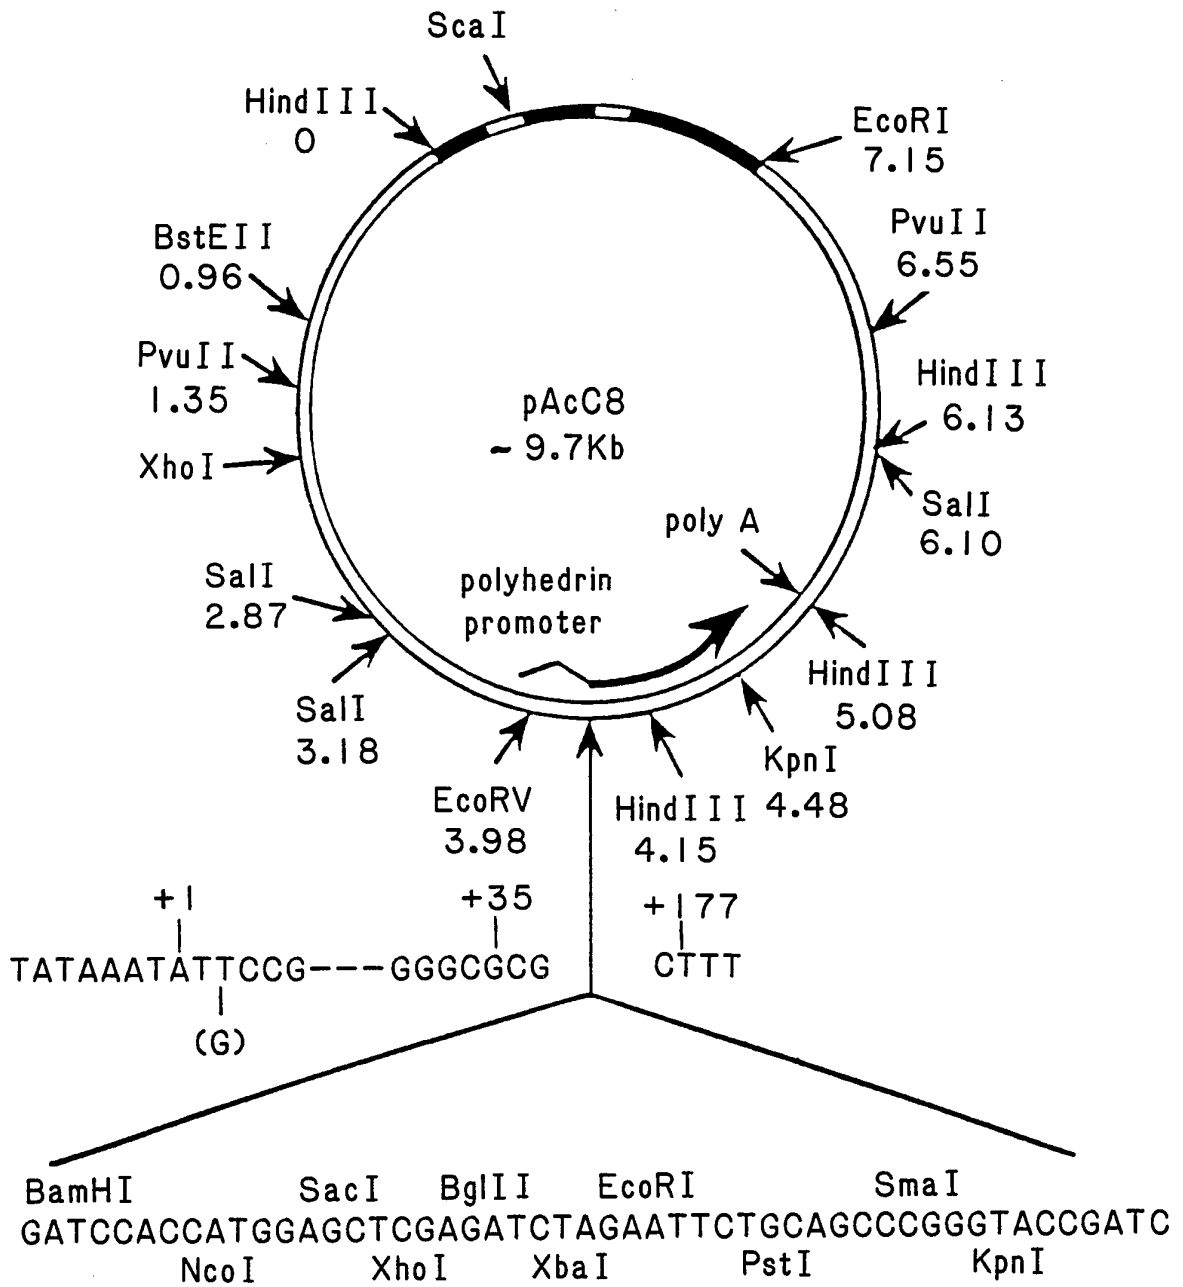 ScaI
HindIII
0
EcoRI
7.15
BstEII
0.96
PvuII
6.55
PvuII
1.35
HindIII
6.13
pAcC8
~ 9.7Kb
XhoI
SalI
6.10
poly A
SalI
2.87
polyhedrin
promoter
HindIII
5.08
SalI
3.18
KpnI
4.48
EcoRV
3.98
HindIII
4.15
+1
+35
+177
TATAAATATTCCG---GGGCGCG
CTTT
(G)
BamHI SacI BglII EcoRI SmaI
GATCCACCATGGAGCTCGAGATCTAGAATTCTGCAGCCCGGGTACCGATC
NcoI XhoI XbaI PstI KpnI